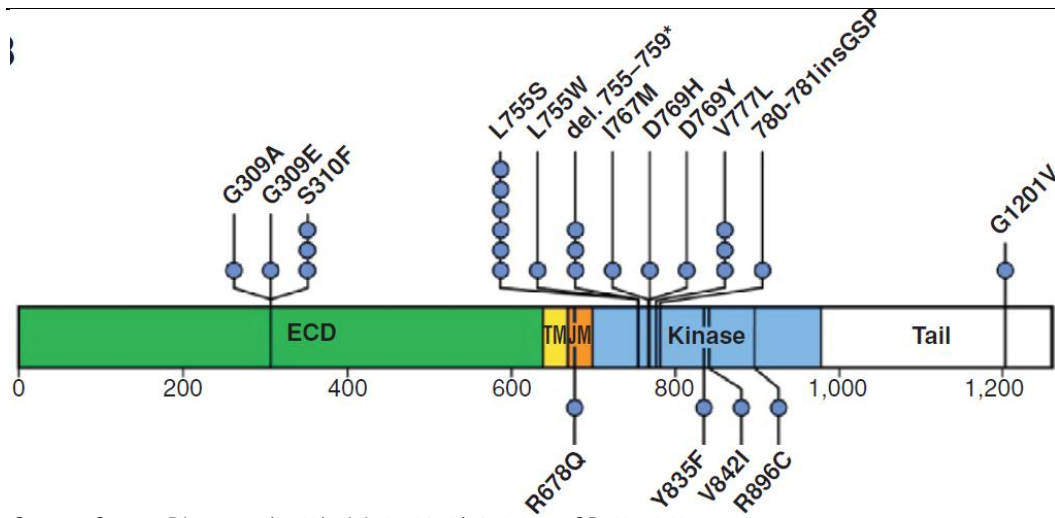 G309A
G309E
S310F
L755S
L755W
del. 755–759*
I767M
D769H
D769Y
V777L
780-781insGSP
G1201V
ECD
TM
JM
Kinase
Tail
0
200
400
600
800
1,000
1,200
R678Q
Y835F
V842I
R896C